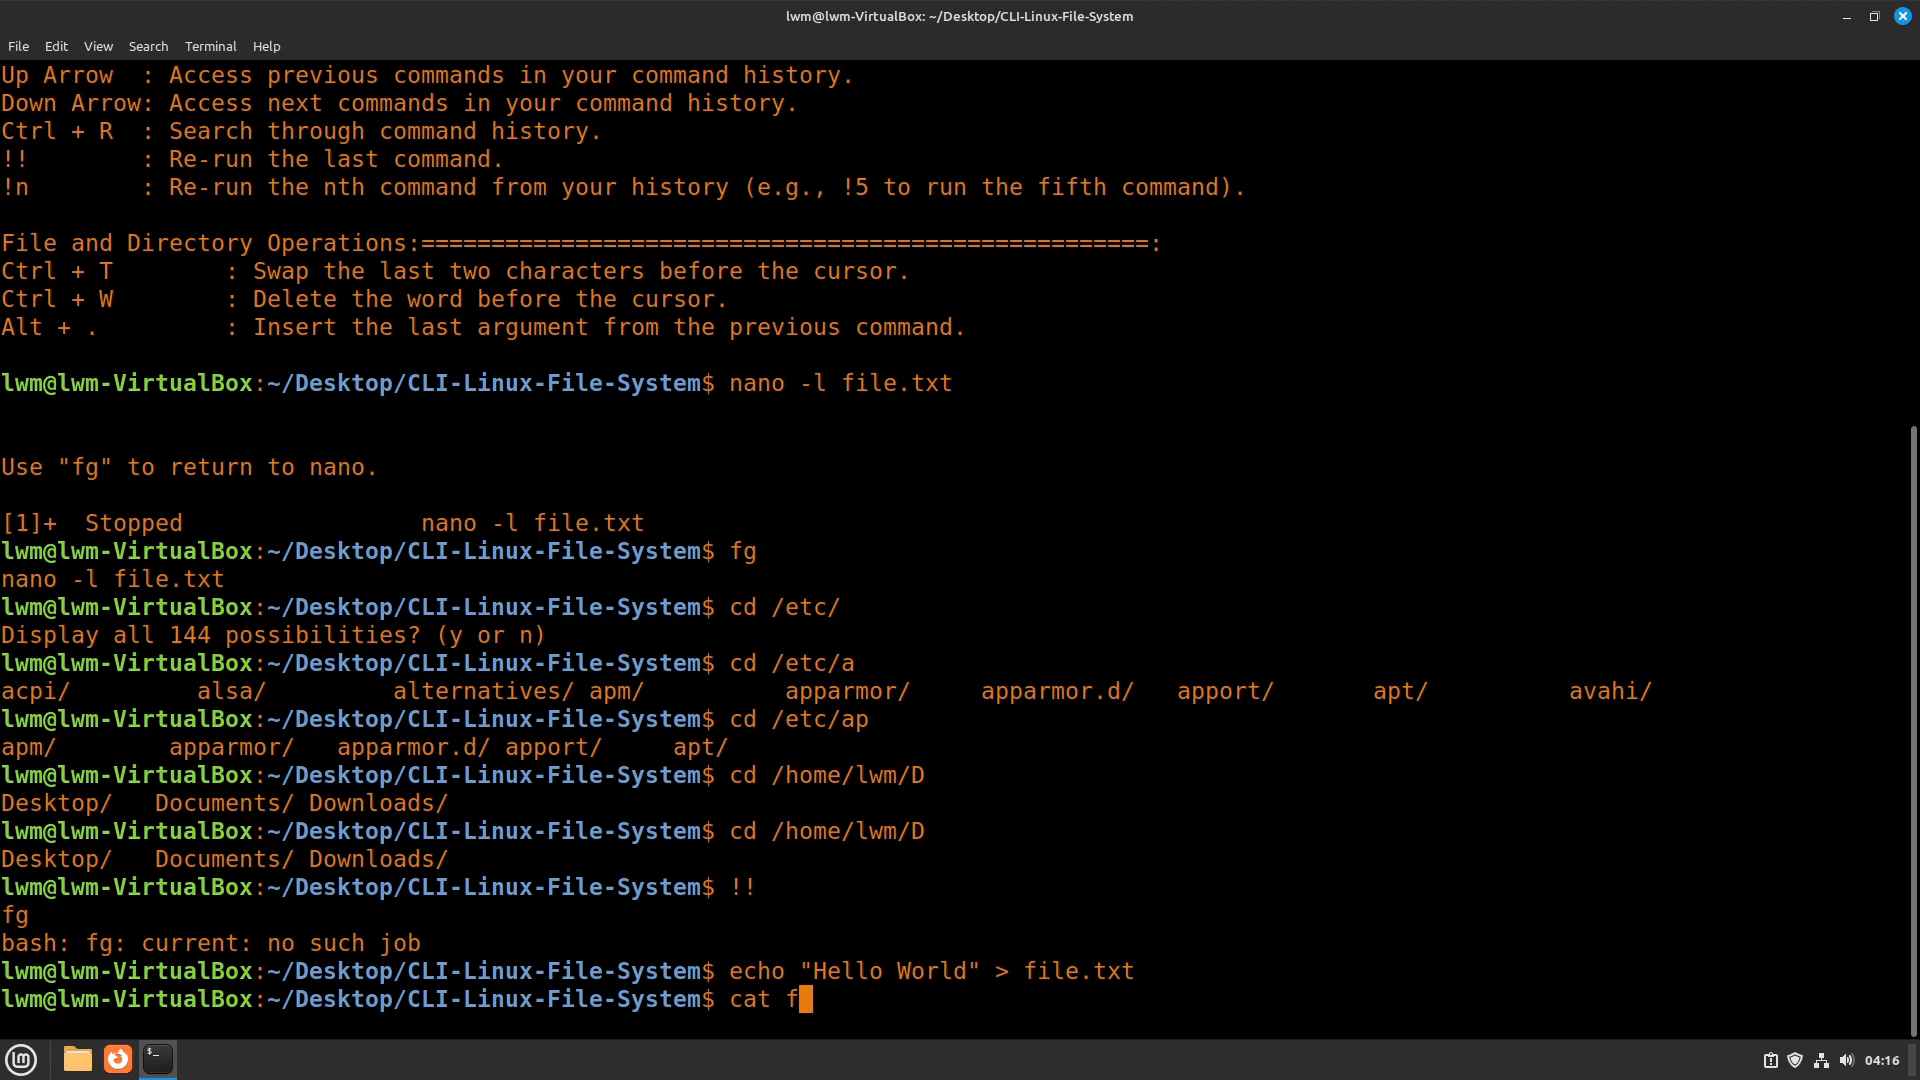 lwm@lwm-VirtualBox: ~/Desktop/CLI-Linux-File-System
File Edit View Search Terminal Help
Up Arrow  : Access previous commands in your command history.
Down Arrow: Access next commands in your command history.
Ctrl + R  : Search through command history.
!!        : Re-run the last command.
!n        : Re-run the nth command from your history (e.g., !5 to run the fifth command).
File and Directory Operations:====================================================:
Ctrl + T        : Swap the last two characters before the cursor.
Ctrl + W        : Delete the word before the cursor.
Alt + .         : Insert the last argument from the previous command.
lwm@lwm-VirtualBox:~/Desktop/CLI-Linux-File-System$ nano -l file.txt
Use "fg" to return to nano.
[1]+  Stopped                 nano -l file.txt
lwm@lwm-VirtualBox:~/Desktop/CLI-Linux-File-System$ fg
nano -l file.txt
lwm@lwm-VirtualBox:~/Desktop/CLI-Linux-File-System$ cd /etc/
Display all 144 possibilities? (y or n)
lwm@lwm-VirtualBox:~/Desktop/CLI-Linux-File-System$ cd /etc/a
acpi/         alsa/         alternatives/ apm/          apparmor/     apparmor.d/   apport/       apt/          avahi/
lwm@lwm-VirtualBox:~/Desktop/CLI-Linux-File-System$ cd /etc/ap
apm/        apparmor/   apparmor.d/ apport/     apt/
lwm@lwm-VirtualBox:~/Desktop/CLI-Linux-File-System$ cd /home/lwm/D
Desktop/   Documents/ Downloads/
lwm@lwm-VirtualBox:~/Desktop/CLI-Linux-File-System$ cd /home/lwm/D
Desktop/   Documents/ Downloads/
lwm@lwm-VirtualBox:~/Desktop/CLI-Linux-File-System$ !!
fg
bash: fg: current: no such job
lwm@lwm-VirtualBox:~/Desktop/CLI-Linux-File-System$ echo "Hello World" > file.txt
lwm@lwm-VirtualBox:~/Desktop/CLI-Linux-File-System$ cat f
04:16